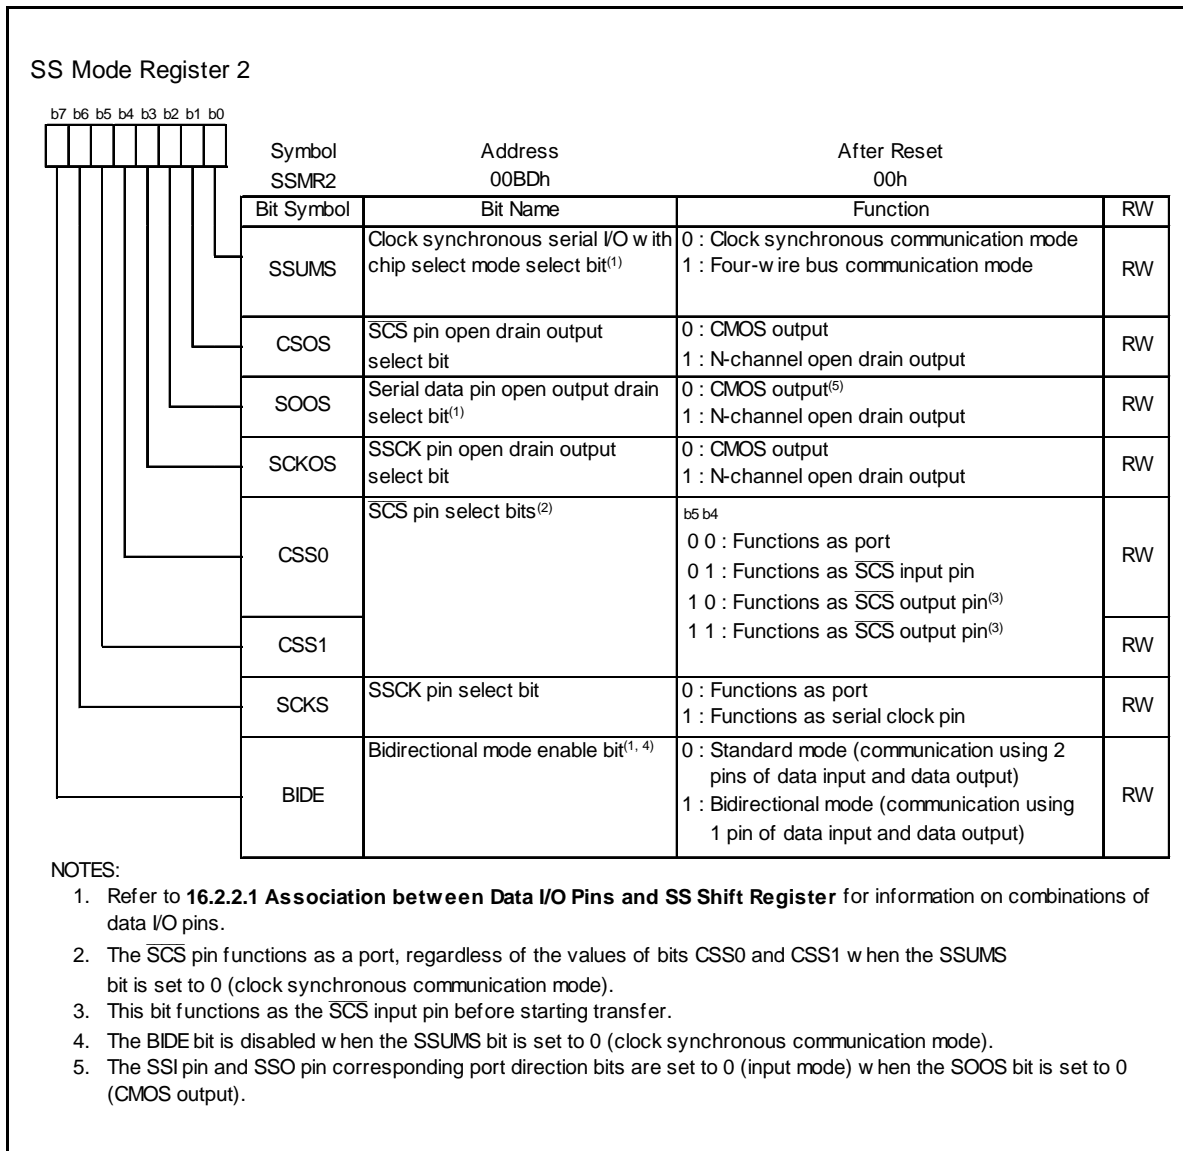 SS Mode Register 2
b7 b6 b5 b4 b3 b2 b1 b0
Symbol Address After Reset
SSMR2 00BDh 00h
Bit Symbol Bit Name Function RW
SSUMS Clock synchronous serial I/O with chip select mode select bit(1) 0 : Clock synchronous communication mode
1 : Four-wire bus communication mode RW
CSOS SCS pin open drain output select bit 0 : CMOS output
1 : N-channel open drain output RW
SOOS Serial data pin open output drain select bit(1) 0 : CMOS output(5)
1 : N-channel open drain output RW
SCKOS SSCK pin open drain output select bit 0 : CMOS output
1 : N-channel open drain output RW
CSS0 SCS pin select bits(2) b5 b4
0 0 : Functions as port
0 1 : Functions as SCS input pin RW
1 0 : Functions as SCS output pin(3)
1 1 : Functions as SCS output pin(3)
CSS1 RW
SCKS SSCK pin select bit 0 : Functions as port
1 : Functions as serial clock pin RW
BIDE Bidirectional mode enable bit(1, 4) 0 : Standard mode (communication using 2
pins of data input and data output)
1 : Bidirectional mode (communication using
1 pin of data input and data output) RW
NOTES:
1. Refer to 16.2.2.1 Association between Data I/O Pins and SS Shift Register for information on combinations of
data I/O pins.
2. The SCS pin functions as a port, regardless of the values of bits CSS0 and CSS1 when the SSUMS
bit is set to 0 (clock synchronous communication mode).
3. This bit functions as the SCS input pin before starting transfer.
4. The BIDE bit is disabled when the SSUMS bit is set to 0 (clock synchronous communication mode).
5. The SSI pin and SSO pin corresponding port direction bits are set to 0 (input mode) when the SOOS bit is set to 0
(CMOS output).